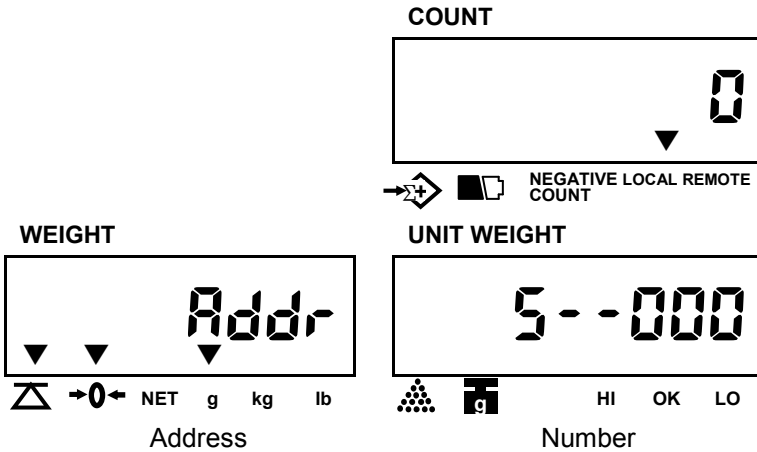 COUNT
0
NEGATIVE LOCAL REMOTE
COUNT
WEIGHT
Addr
→0← NET g kg lb
Address
UNIT WEIGHT
5--000
g HI OK LO
Number